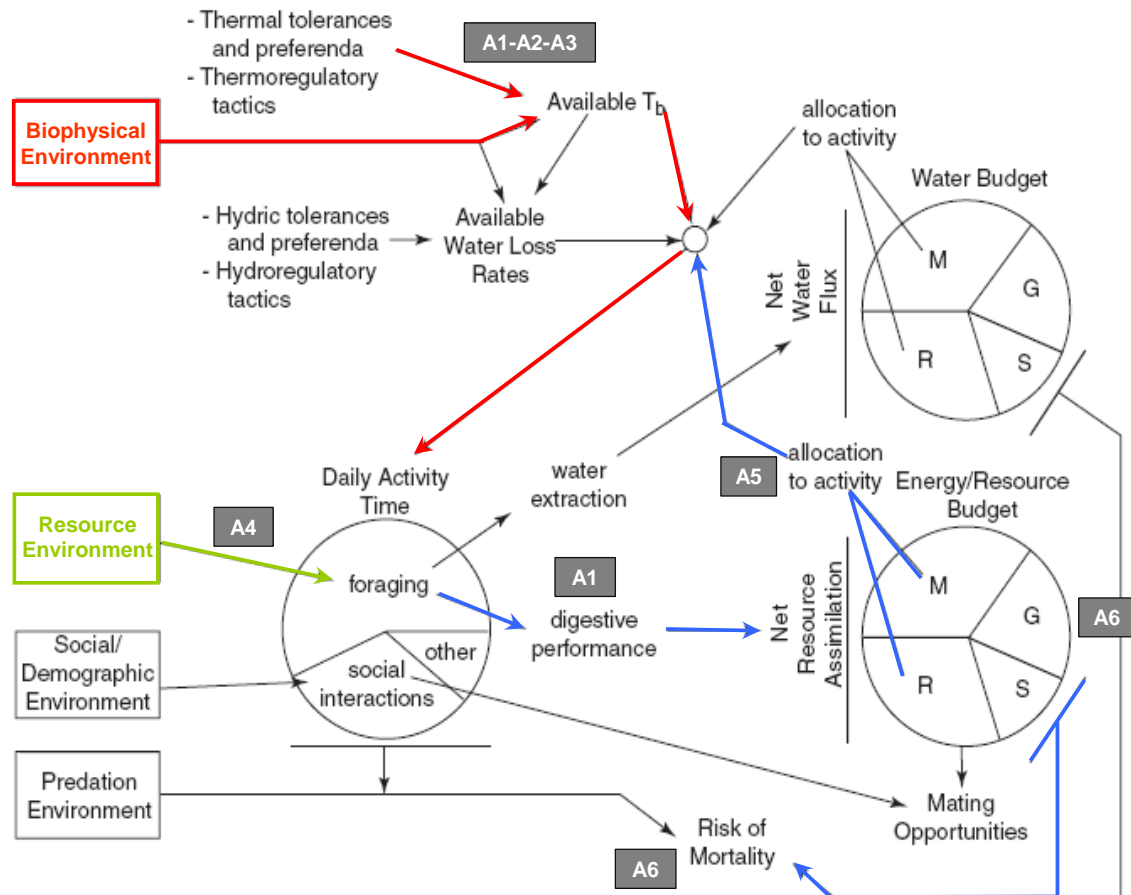 - Thermal tolerances
and preferenda
- Thermoregulatory
tactics
A1-A2-A3
Biophysical
Environment
Available Tb
allocation
to activity
Water Budget
- Hydric tolerances
and preferenda
- Hydroregulatory
tactics
Available
Water Loss
Rates
Net
Water
Flux
M
G
R
S
Daily Activity
Time
water
extraction
A5
allocation
to activity
Energy/Resource
Budget
Resource
Environment
A4
foraging
A1
digestive
performance
Net
Resource
Assimilation
M
G
R
S
A6
Social/
Demographic
Environment
other
social
interactions
Predation
Environment
Risk of
Mortality
A6
Mating
Opportunities